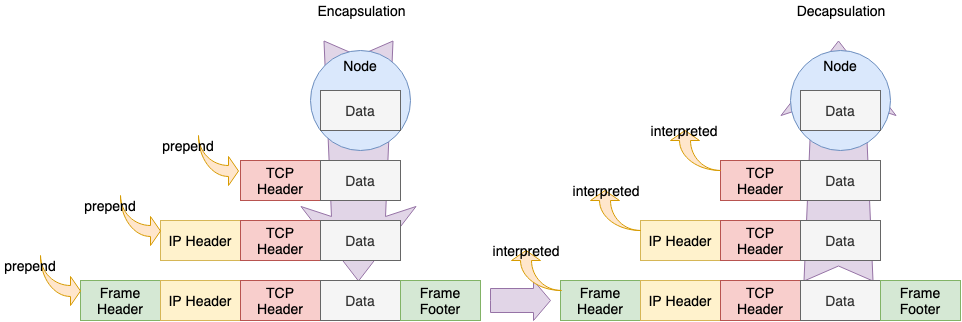 Encapsulation
Decapsulation
Node
Node
Data
Data
prepend
interpreted
TCP
Header
Data
TCP
Header
Data
prepend
interpreted
IP Header
TCP
Header
Data
IP Header
TCP
Header
Data
prepend
interpreted
Frame
Header
IP Header
TCP
Header
Data
Frame
Footer
Frame
Header
IP Header
TCP
Header
Data
Frame
Footer